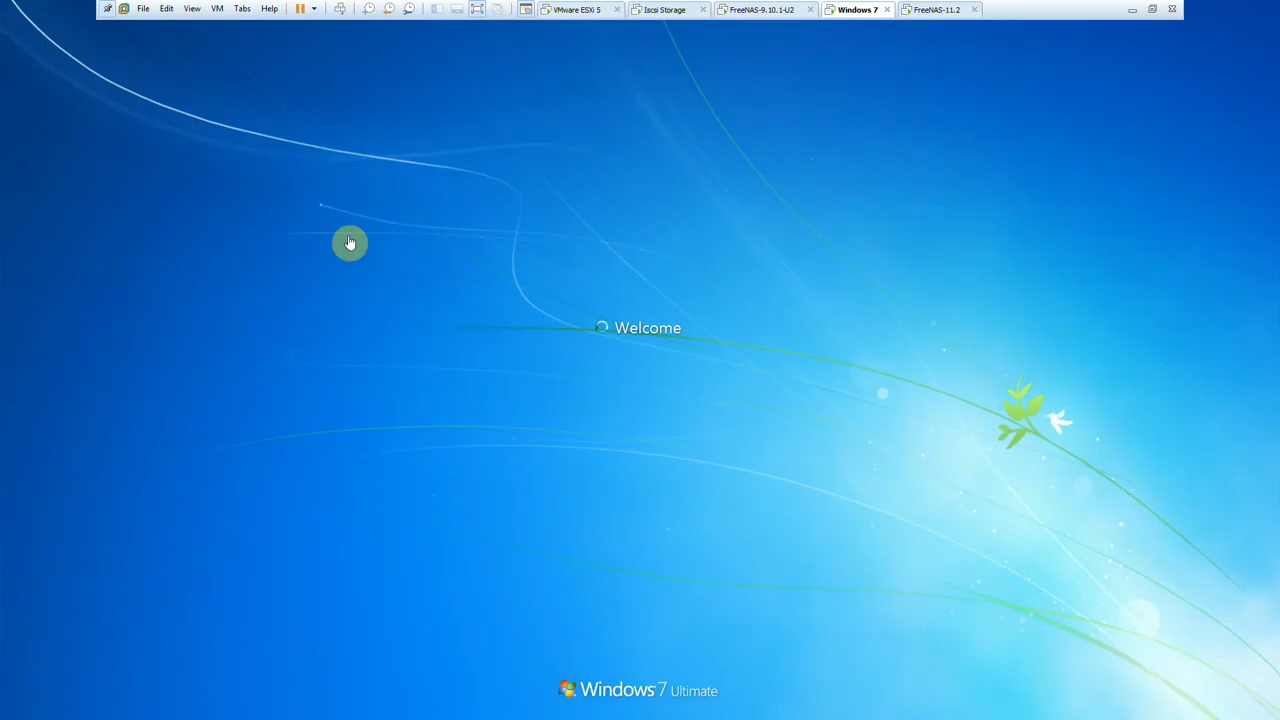 File Edit View VM Tabs Help VMware ESXi 5 Iscsi Storage FreeNAS-9.10.1-U2 Windows 7 FreeNAS-11.2
Welcome
Windows 7 Ultimate